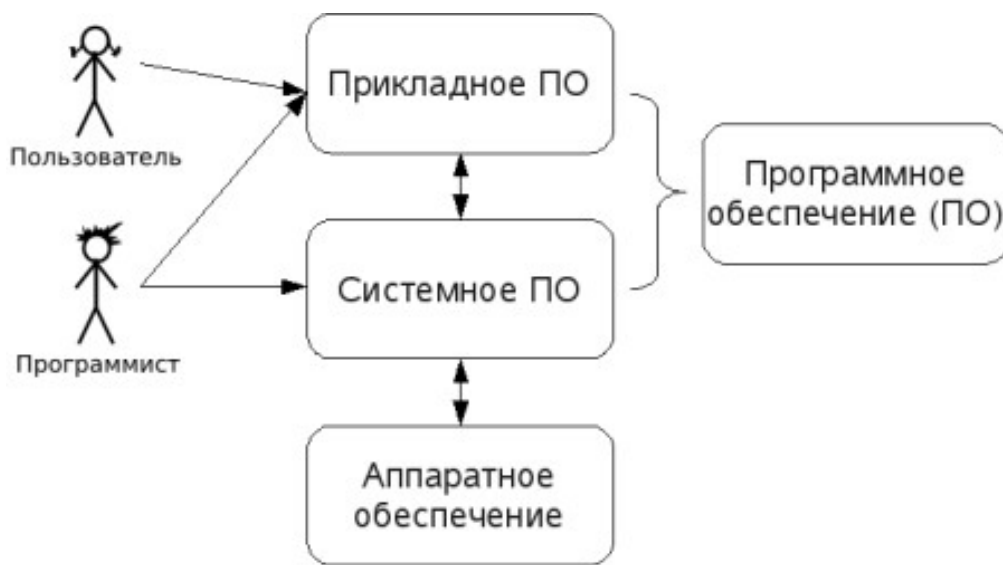 Прикладное ПО
Пользователь
Программное
обеспечение (ПО)
Системное ПО
Программист
Аппаратное
обеспечение